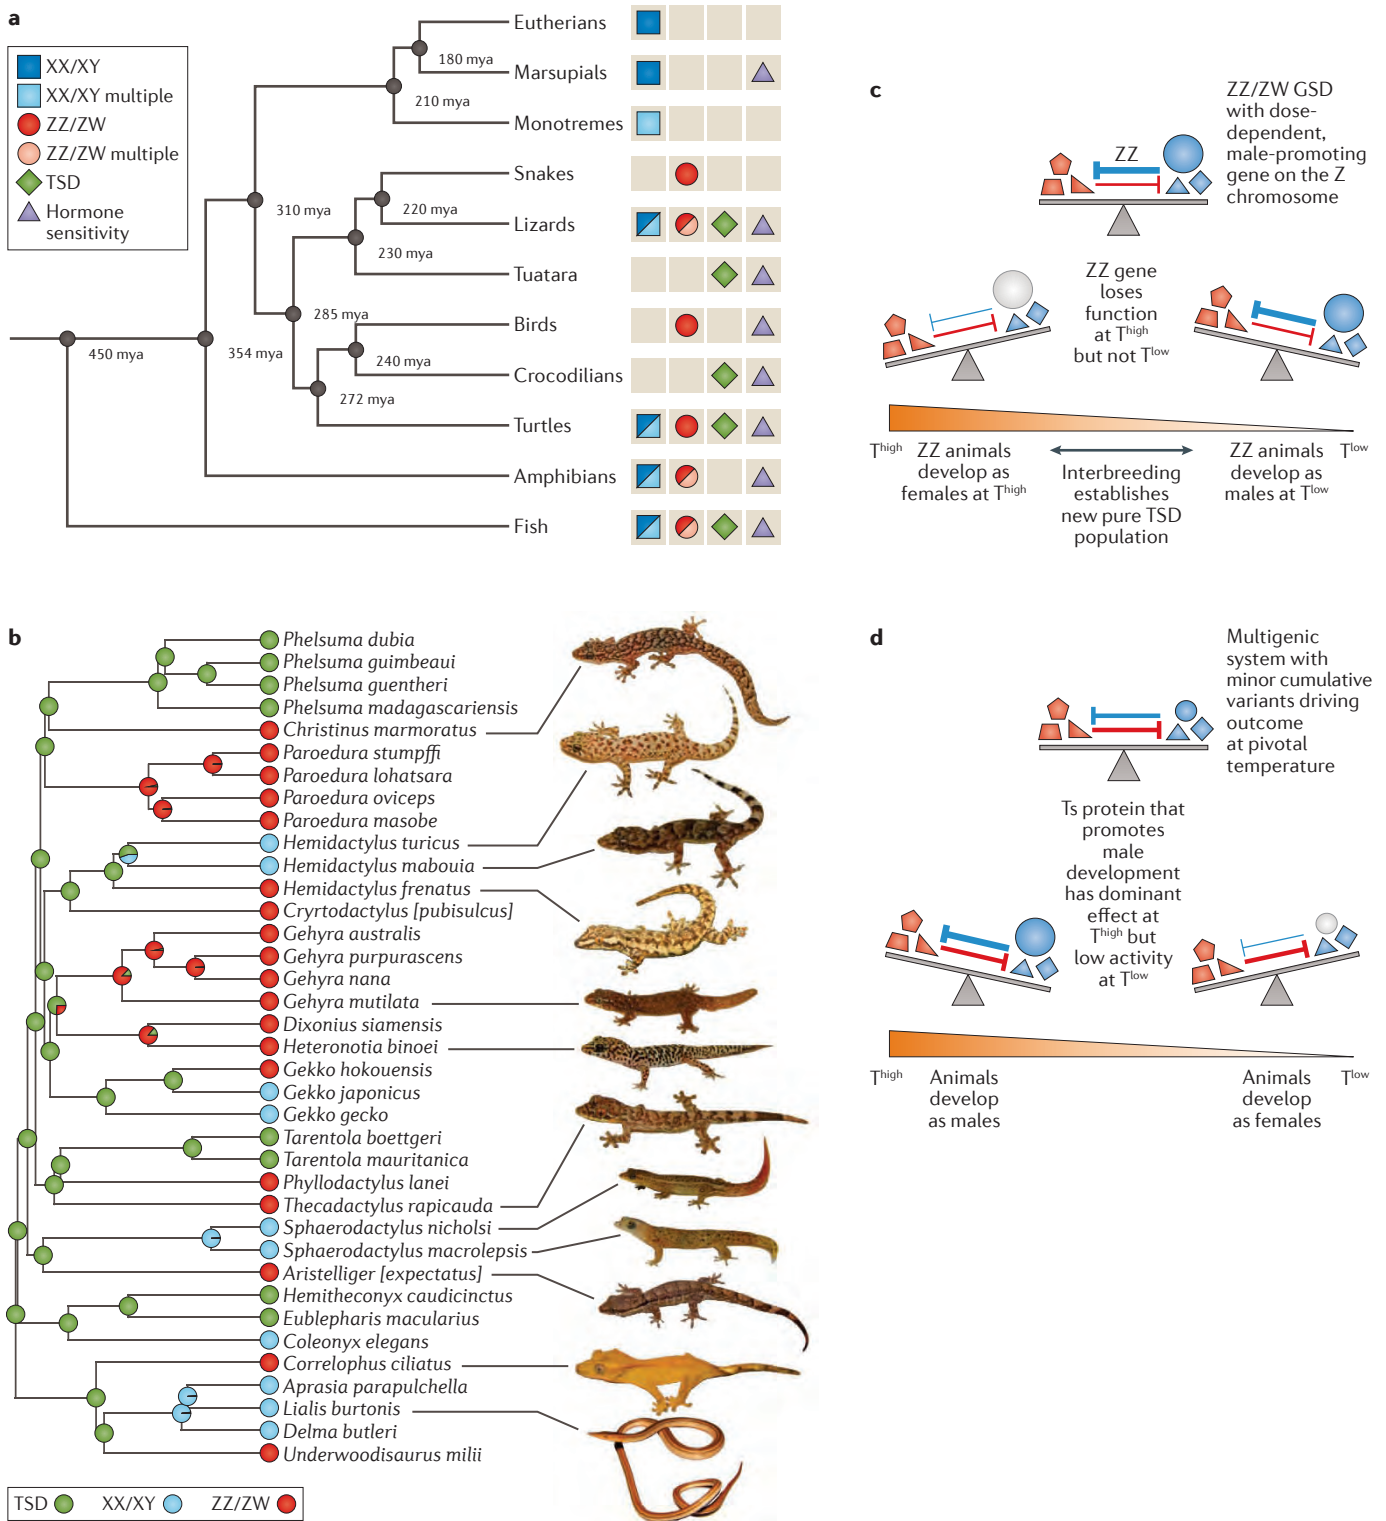 a
XX/XY
XX/XY multiple
ZZ/ZW
ZZ/ZW multiple
TSD
Hormone
sensitivity
Eutherians
180 mya
Marsupials
210 mya
Monotremes
Snakes
310 mya
220 mya
Lizards
230 mya
Tuatara
285 mya
Birds
450 mya
354 mya
240 mya
Crocodilians
272 mya
Turtles
Amphibians
Fish
b
Phelsuma dubia
Phelsuma guimbeaui
Phelsuma guentheri
Phelsuma madagascariensis
Christinus marmoratus
Paroedura stumpffi
Paroedura lohatsara
Paroedura oviceps
Paroedura masobe
Hemidactylus turicus
Hemidactylus mabouia
Hemidactylus frenatus
Cryrtodactylus [pubisulcus]
Gehyra australis
Gehyra purpurascens
Gehyra nana
Gehyra mutilata
Dixonius siamensis
Heteronotia binoei
Gekko hokouensis
Gekko japonicus
Gekko gecko
Tarentola boettgeri
Tarentola mauritanica
Phyllodactylus lanei
Thecadactylus rapicauda
Sphaerodactylus nicholsi
Sphaerodactylus macrolepsis
Aristelliger [expectatus]
Hemitheconyx caudicinctus
Eublepharis macularius
Coleonyx elegans
Correlophus ciliatus
Aprasia parapulchella
Lialis burtonis
Delma butleri
Underwoodisaurus milii
TSD
XX/XY
ZZ/ZW
c
ZZ/ZW GSD
with dose-
dependent,
male-promoting
gene on the Z
chromosome
ZZ
ZZ gene
loses
function
at Thigh
but not Tlow
Thigh
ZZ animals
develop as
females at Thigh
Interbreeding
establishes
new pure TSD
population
ZZ animals
develop as
males at Tlow
Tlow
d
Multigenic
system with
minor cumulative
variants driving
outcome
at pivotal
temperature
Ts protein that
promotes
male
development
has dominant
effect at
Thigh but
low activity
at Tlow
Thigh
Animals
develop
as males
Animals
develop
as females
Tlow